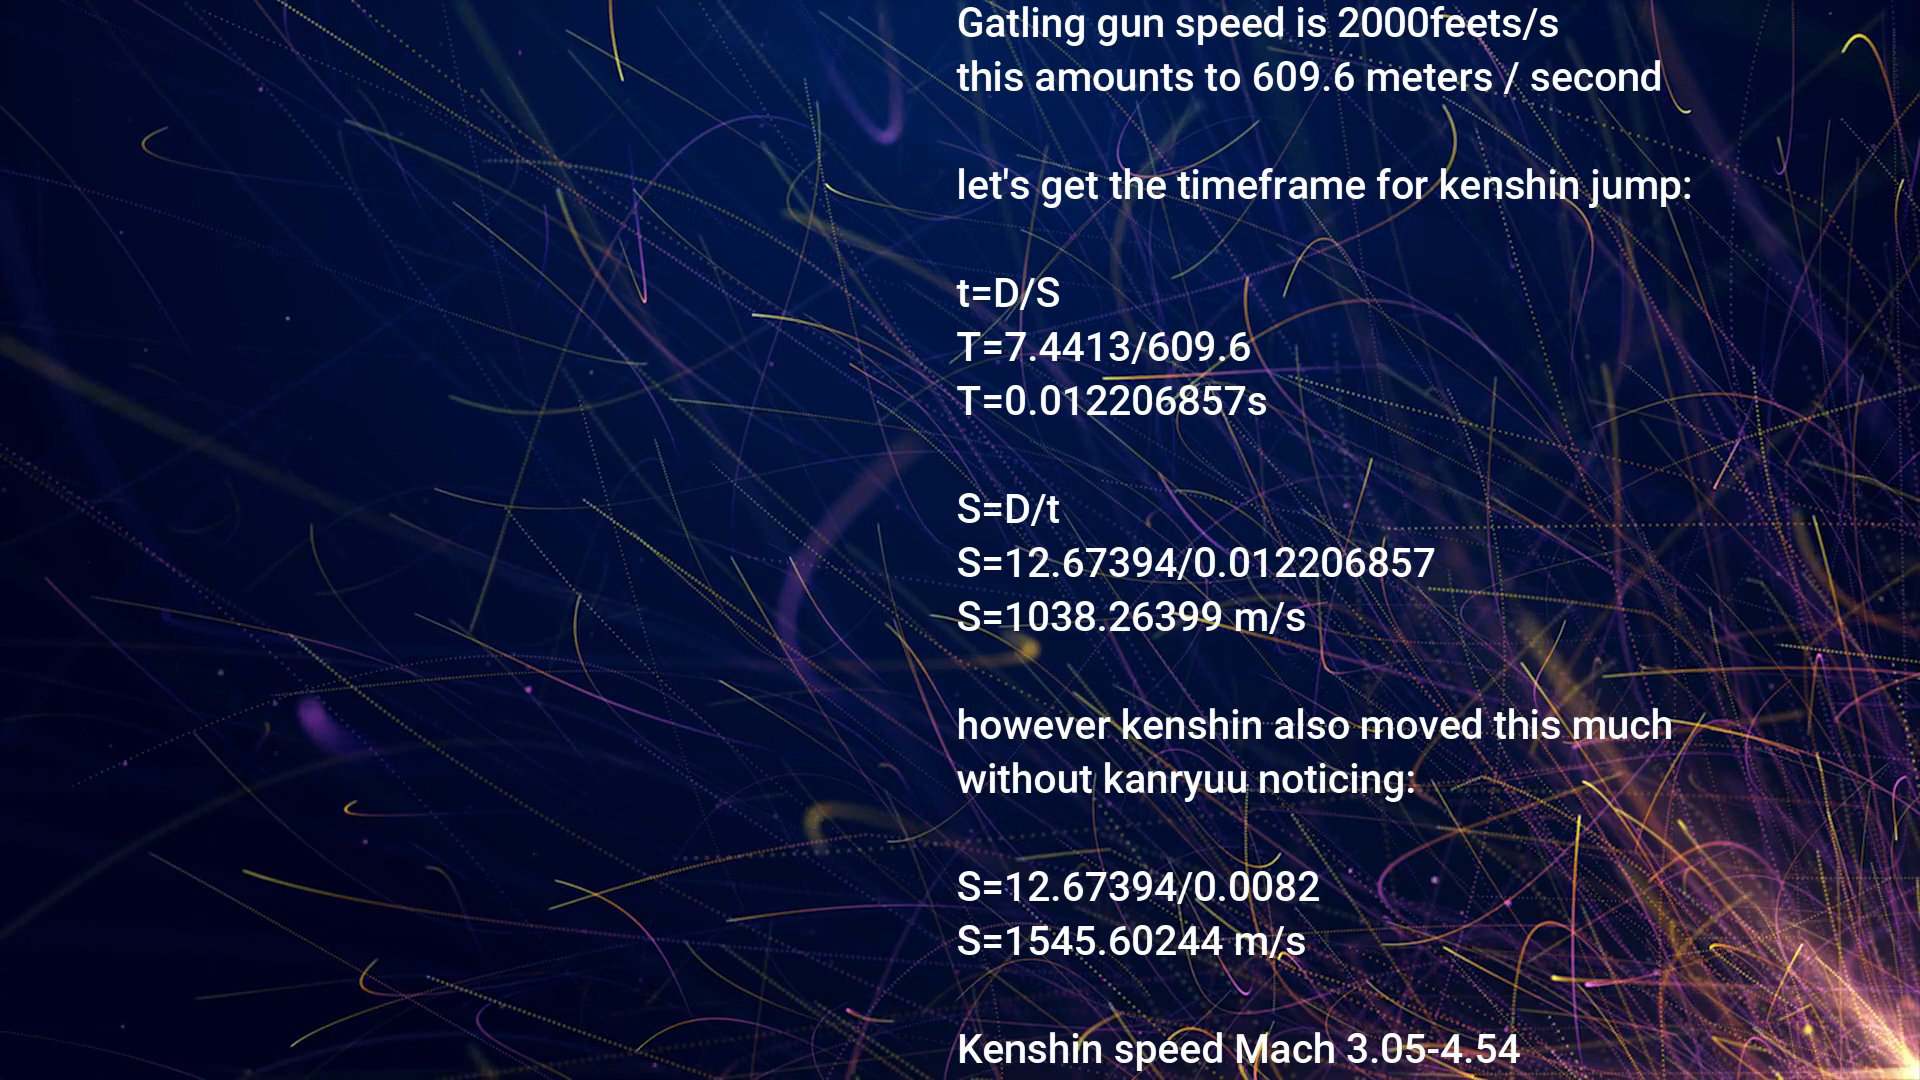 Gatling gun speed is 2000feets/s
this amounts to 609.6 meters / second
let's get the timeframe for kenshin jump:
t=D/S
T=7.4413/609.6
T=0.012206857s
S=D/t
S=12.67394/0.012206857
S=1038.26399 m/s
however kenshin also moved this much
without kanryuu noticing:
S=12.67394/0.0082
S=1545.60244 m/s
Kenshin speed Mach 3.05-4.54